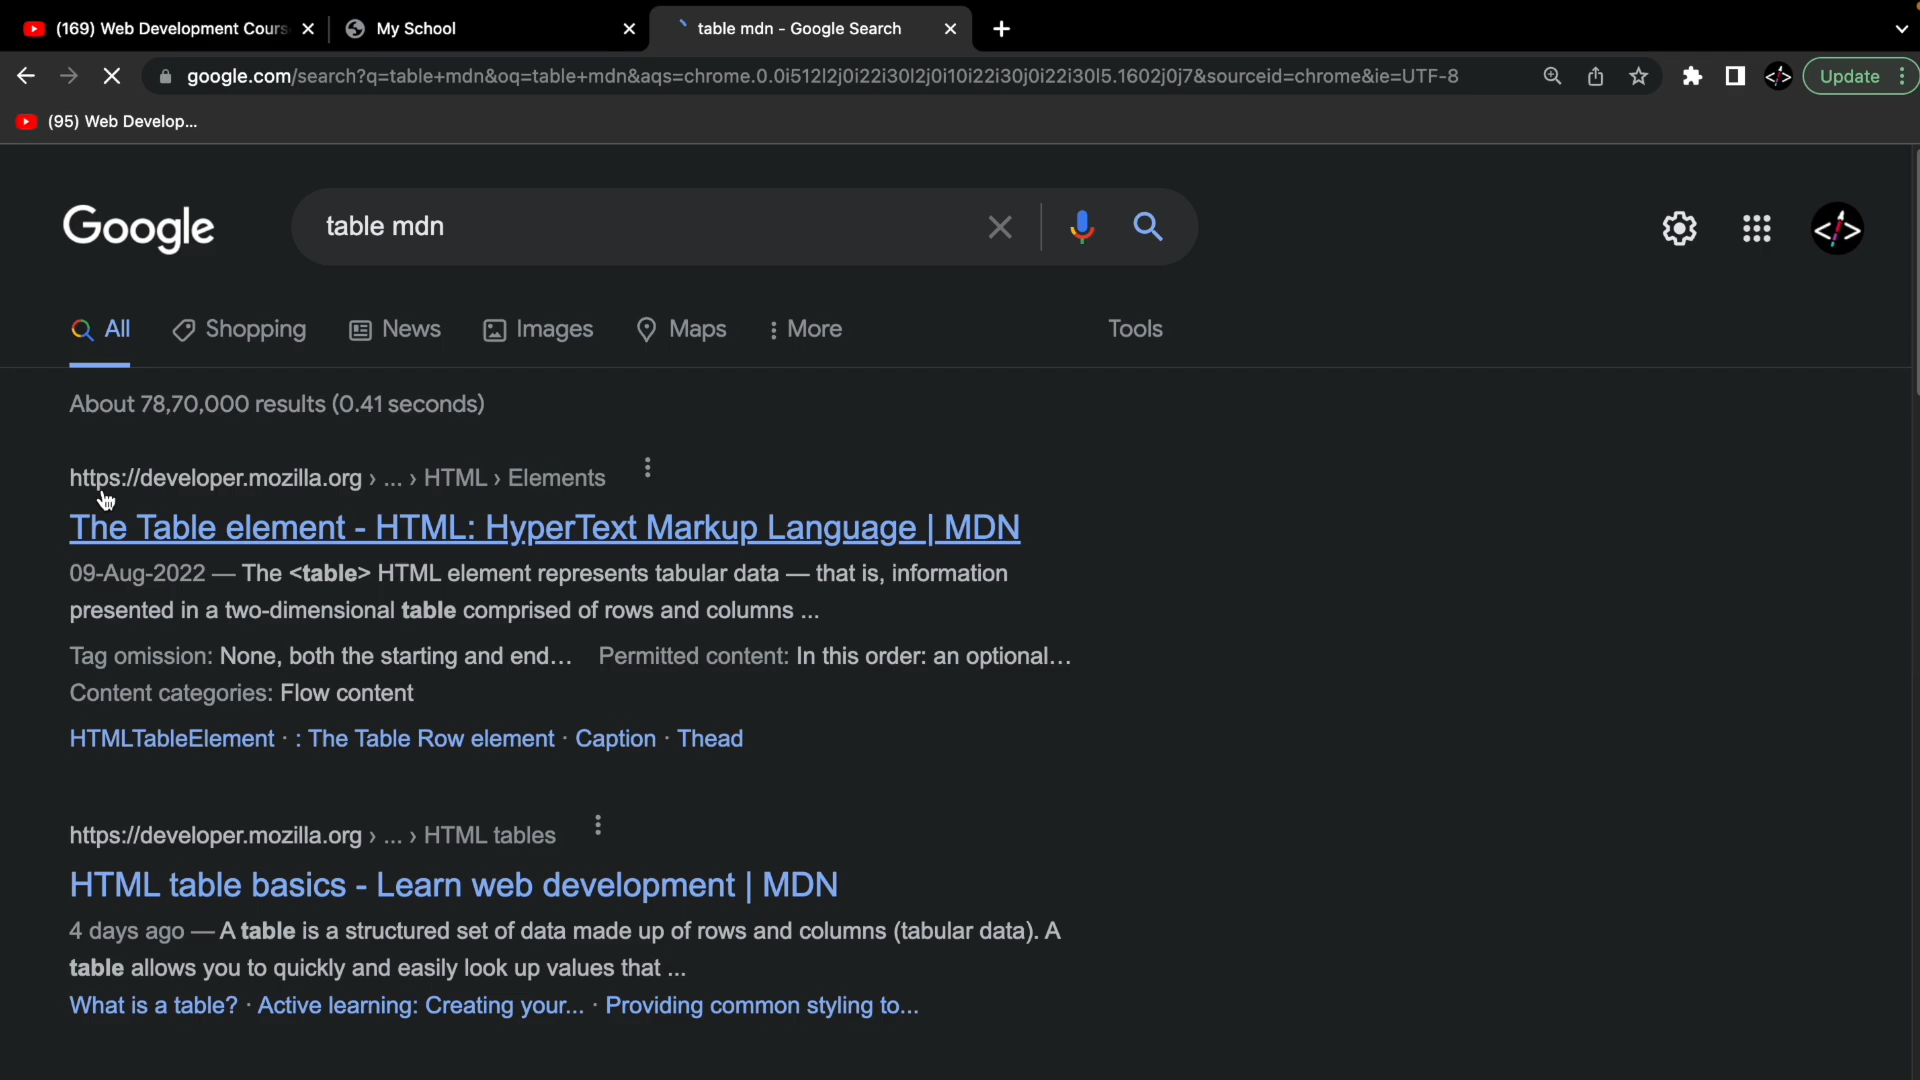 (169) Web Development Cours
My School
table mdn - Google Search
google.com/search?q=table+mdn&oq=table+mdn&aqs=chrome.0.0i512l2j0i22i30l2j0i10i22i30j0i22i30l5.1602j0j7&sourceid=chrome&ie=UTF-8
Update
(95) Web Develop...
Google
table mdn
All
Shopping
News
Images
Maps
More
Tools
About 78,70,000 results (0.41 seconds)
https://developer.mozilla.org › ... › HTML › Elements
The Table element - HTML: HyperText Markup Language | MDN
09-Aug-2022 — The <table> HTML element represents tabular data — that is, information
presented in a two-dimensional table comprised of rows and columns ...
Tag omission: None, both the starting and end... Permitted content: In this order: an optional...
Content categories: Flow content
HTMLTableElement · : The Table Row element · Caption · Thead
https://developer.mozilla.org › ... › HTML tables
HTML table basics - Learn web development | MDN
4 days ago — A table is a structured set of data made up of rows and columns (tabular data). A
table allows you to quickly and easily look up values that ...
What is a table? · Active learning: Creating your... · Providing common styling to...